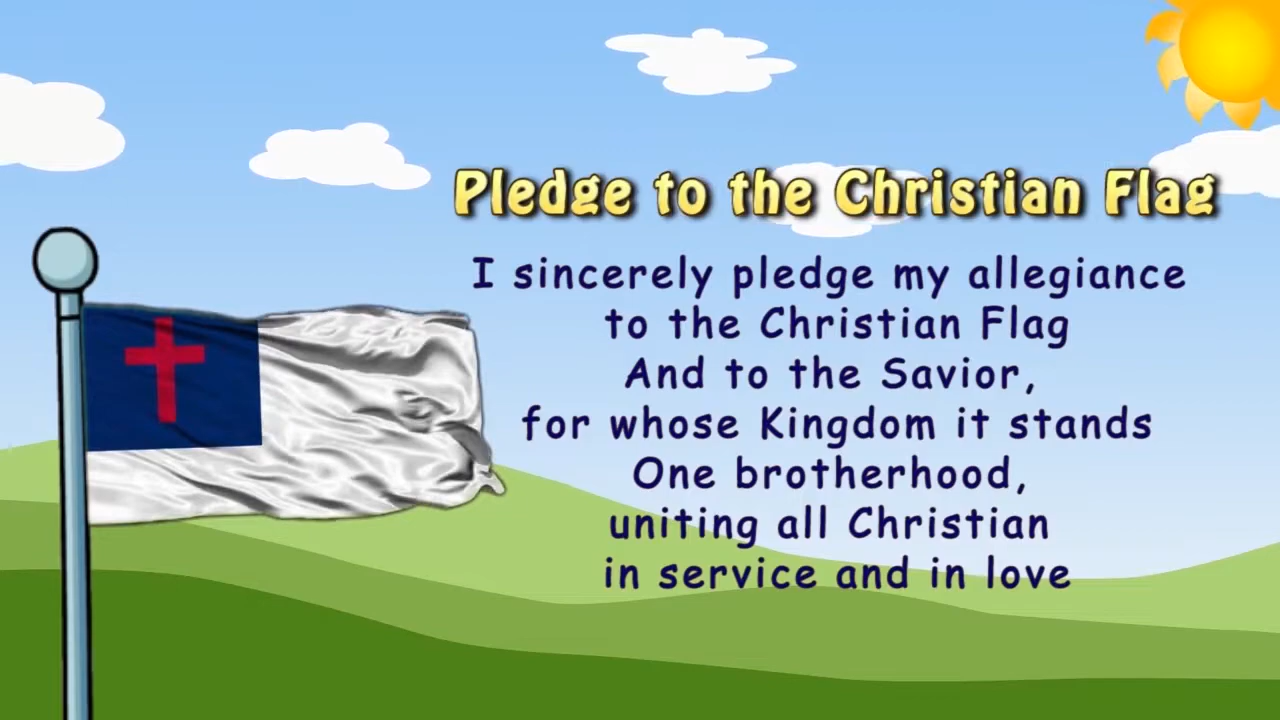 Pledge to the Christian Flag
I sincerely pledge my allegiance
to the Christian Flag
And to the Savior,
for whose Kingdom it stands
One brotherhood,
uniting all Christian
in service and in love